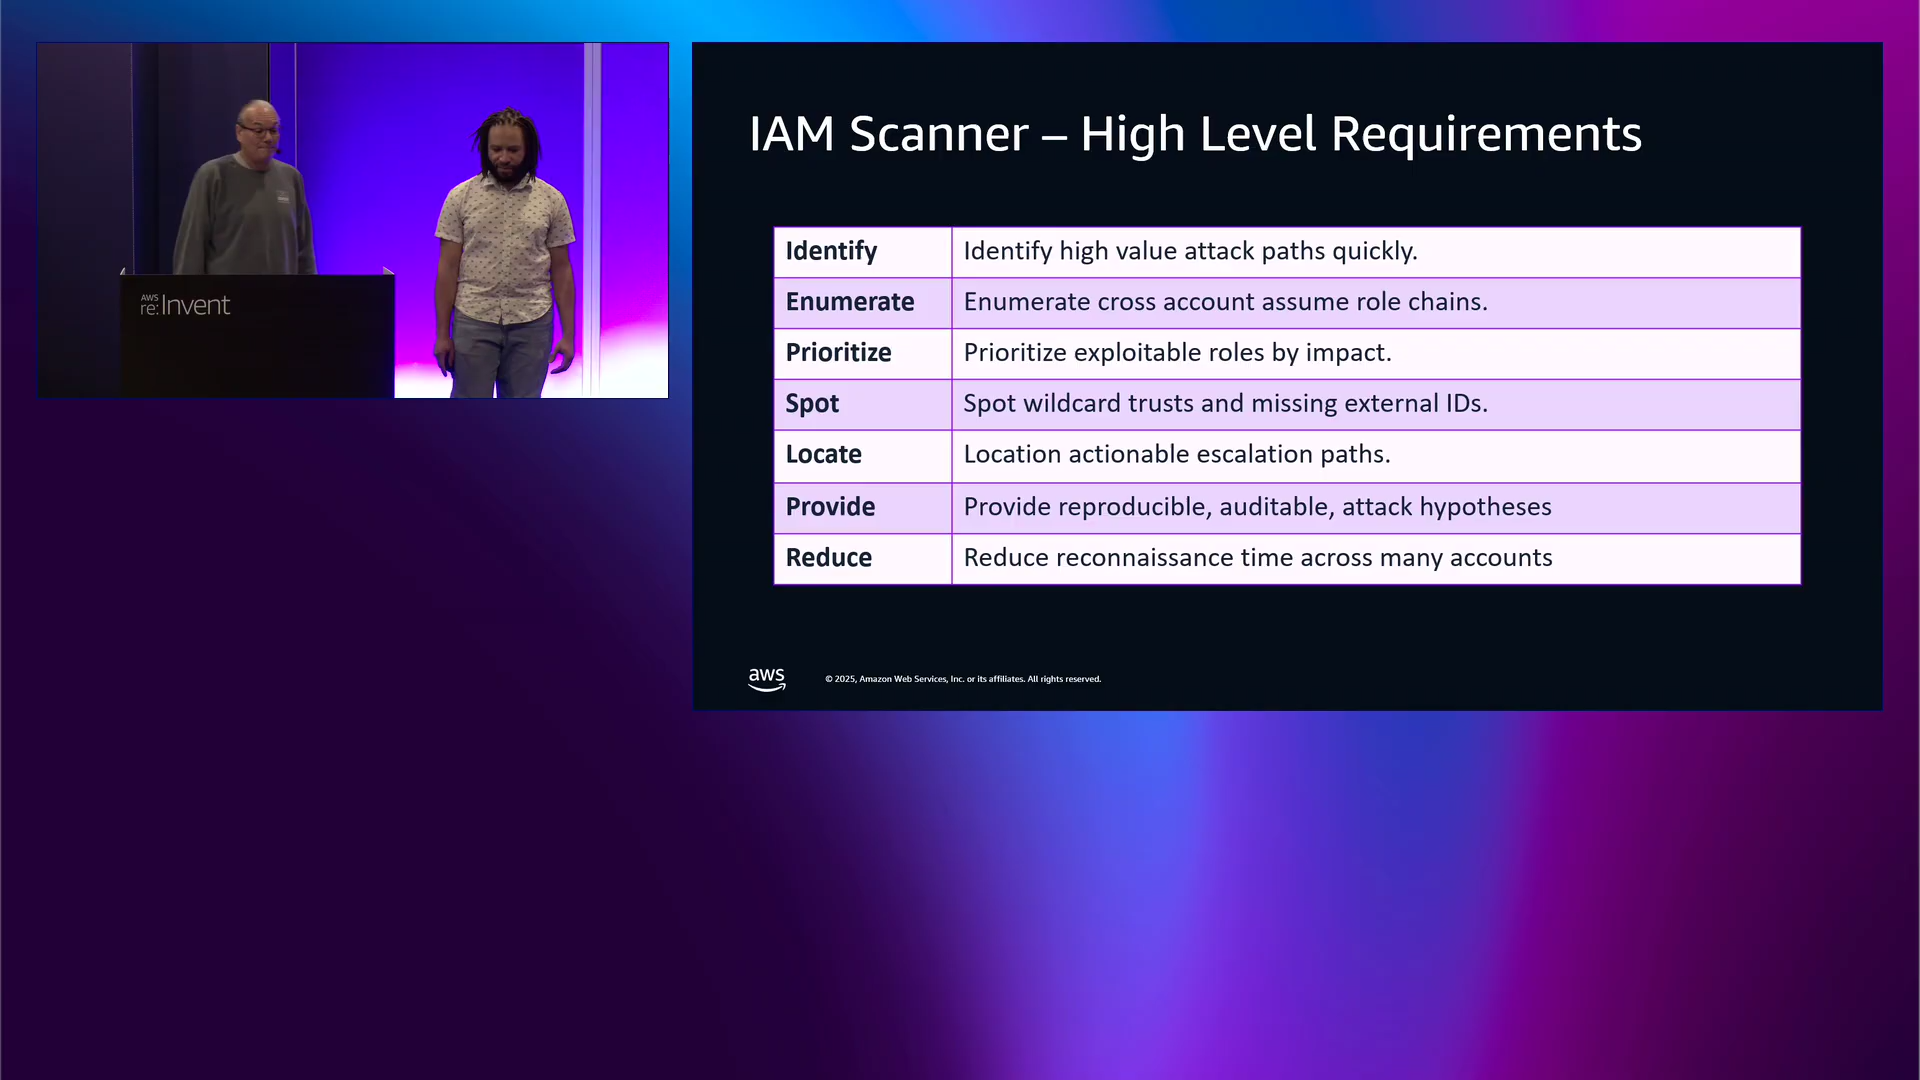 AWS
re:Invent
IAM Scanner – High Level Requirements
Identify Identify high value attack paths quickly.
Enumerate Enumerate cross account assume role chains.
Prioritize Prioritize exploitable roles by impact.
Spot Spot wildcard trusts and missing external IDs.
Locate Location actionable escalation paths.
Provide Provide reproducible, auditable, attack hypotheses
Reduce Reduce reconnaissance time across many accounts
aws
© 2025, Amazon Web Services, Inc. or its affiliates. All rights reserved.